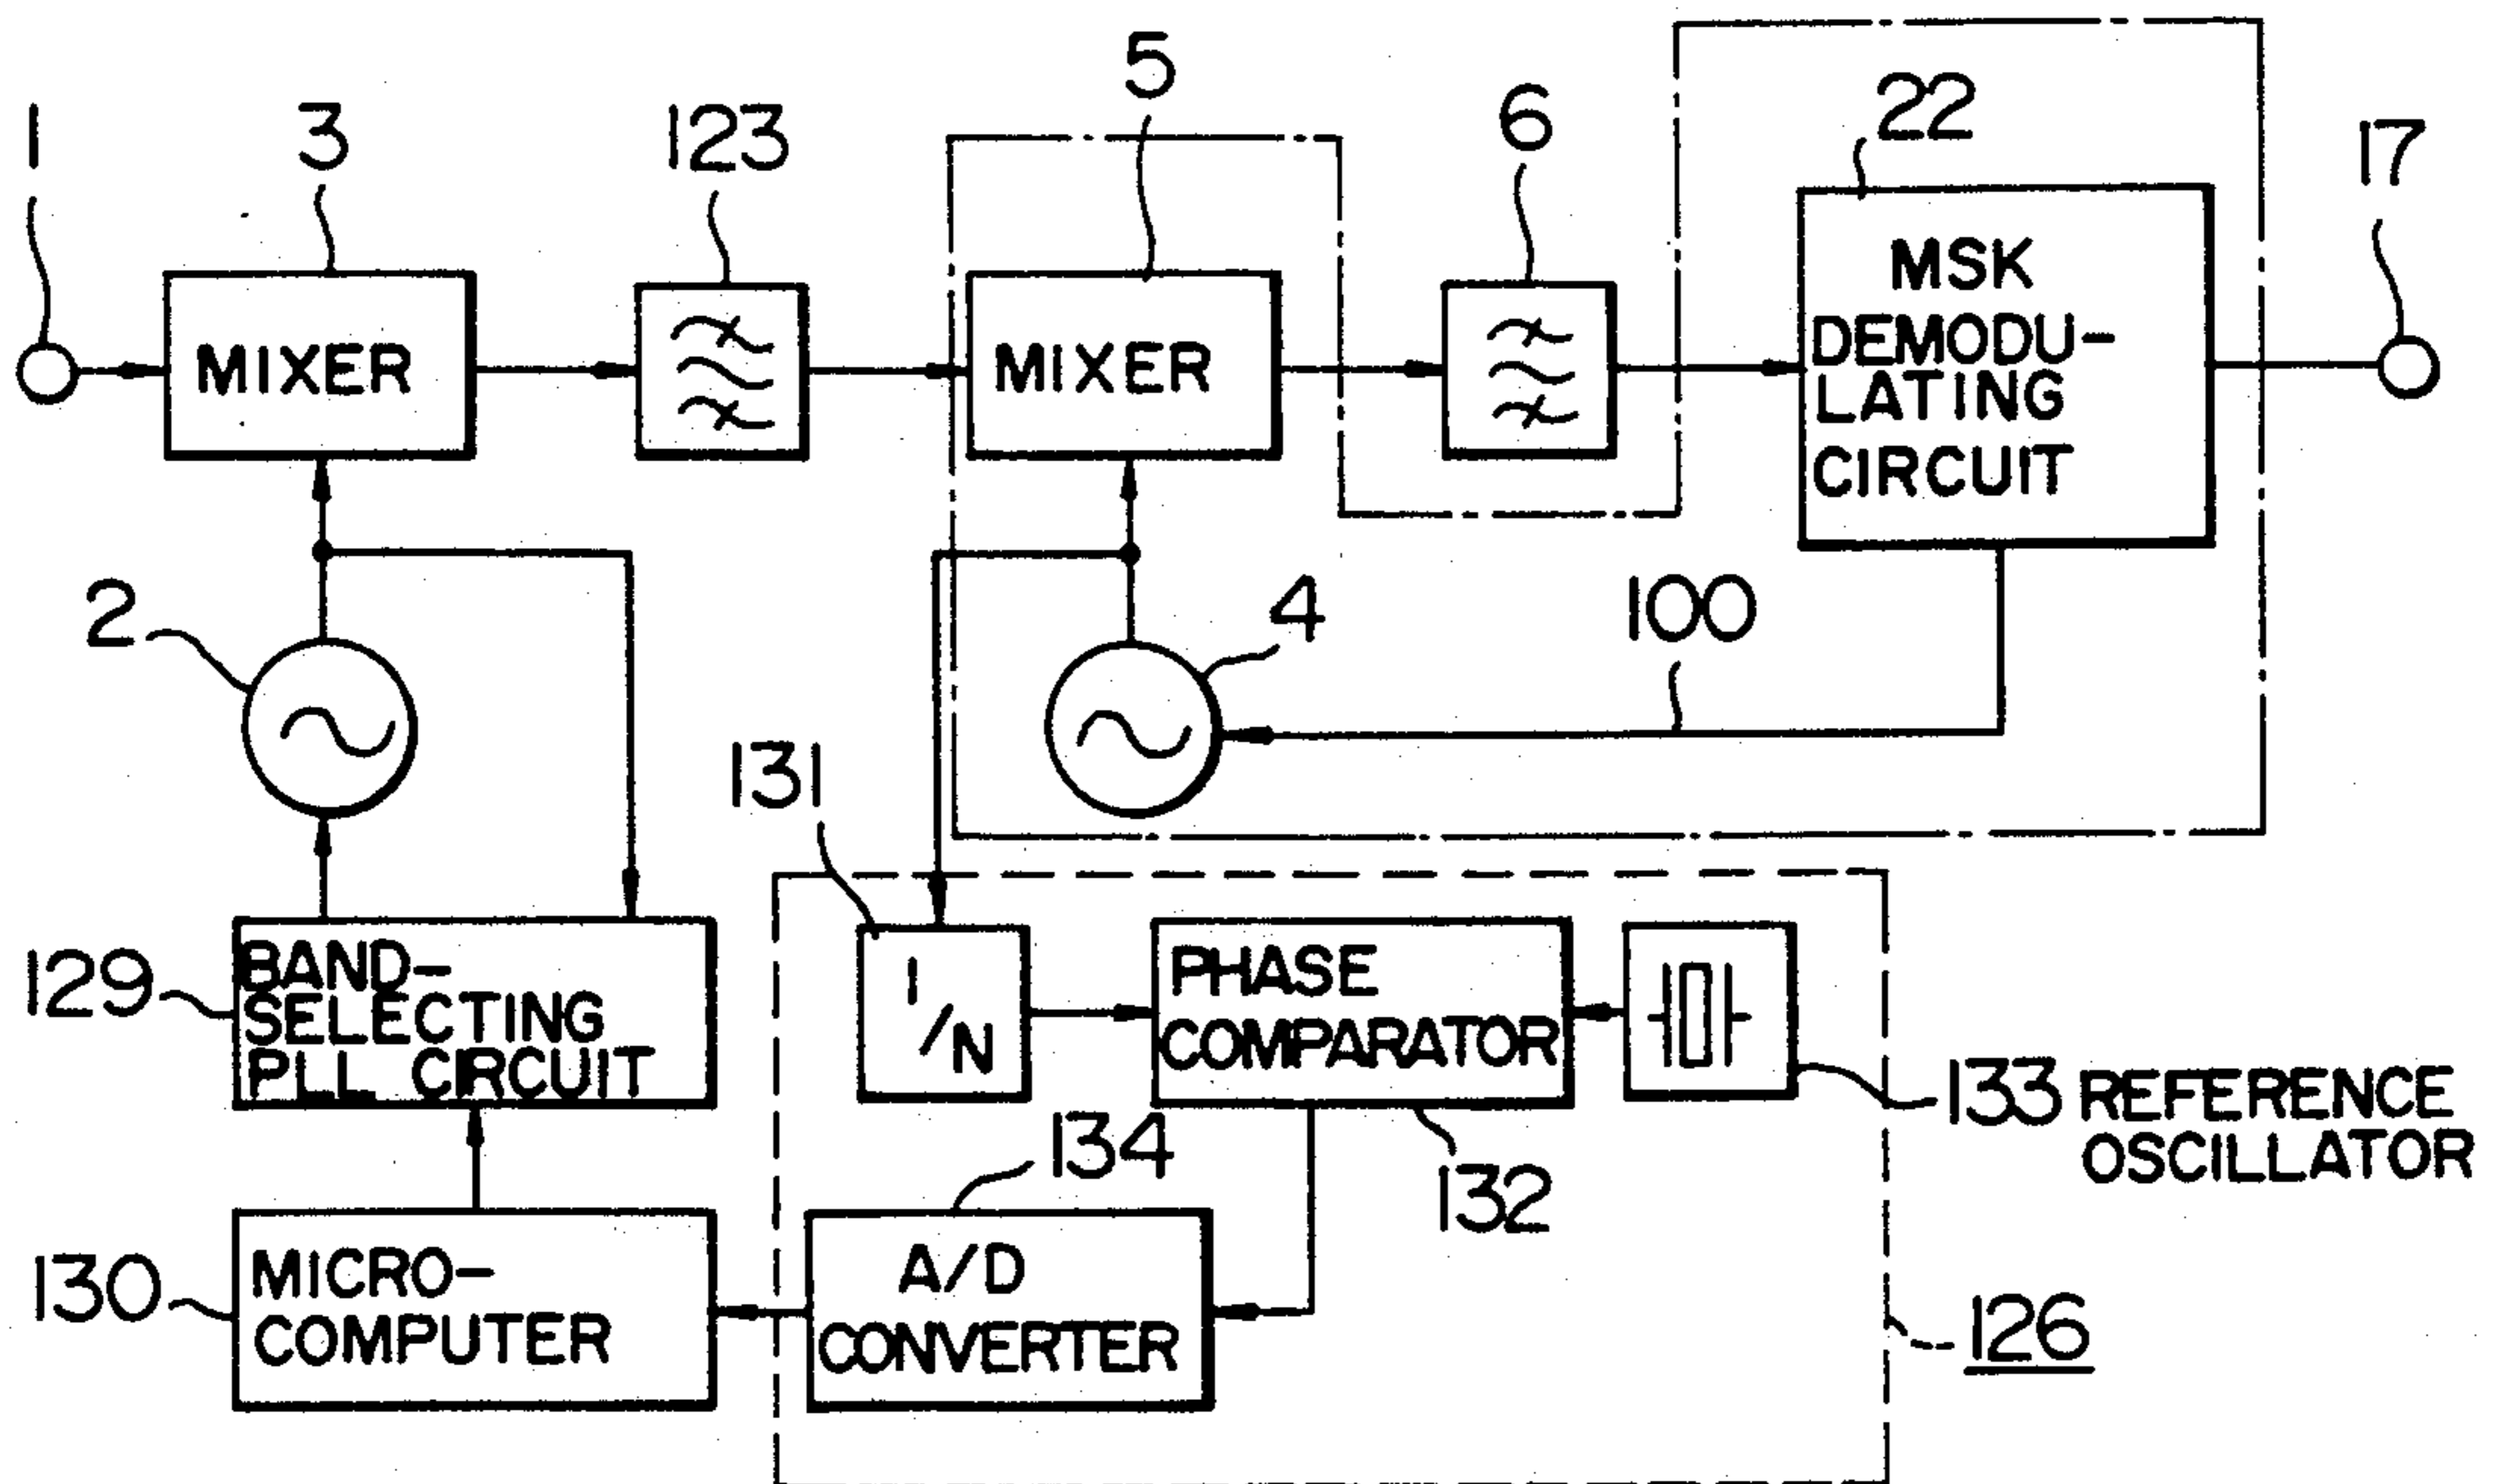 1
3
123
5
6
22
17
MIXER
MIXER
MSK
DEMODU-
LATING
CIRCUIT
2
4
100
131
129
BAND-
SELECTING
PLL CIRCUIT
1/N
PHASE
COMPARATOR
133 REFERENCE
OSCILLATOR
134
132
130
MICRO-
COMPUTER
A/D
CONVERTER
126